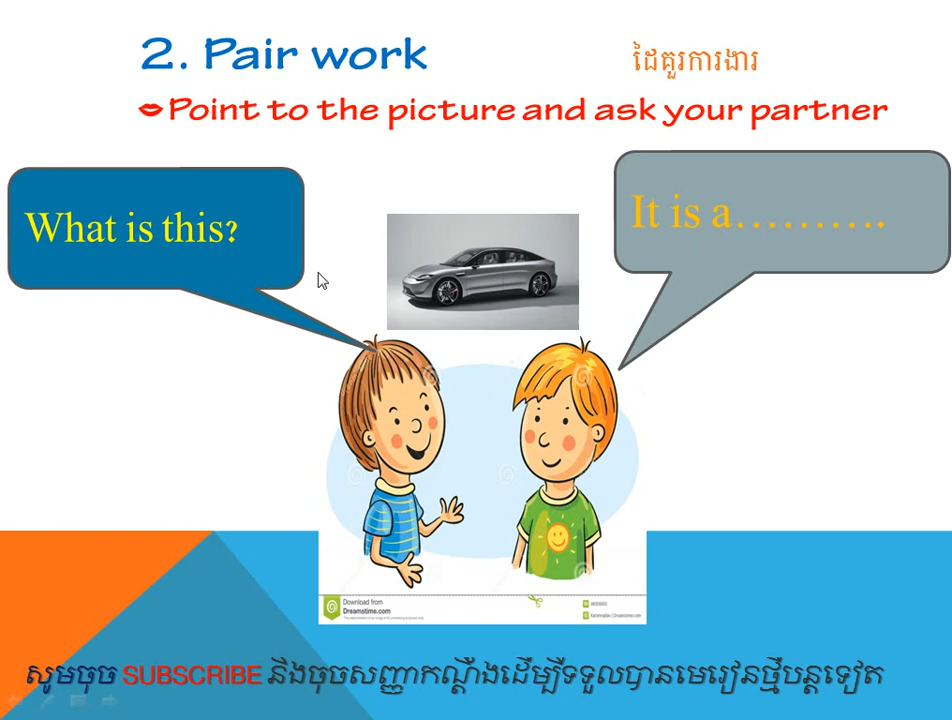 2. Pair work
ដៃគូរការងារ
Point to the picture and ask your partner
What is this?
It is a……….
Download from
Dreamstime.com
សូមចុច SUBSCRIBE និងចុចសញ្ញាកណ្ដឹងដើម្បីទទួលបានមេរៀនថ្មីបន្តទៀត